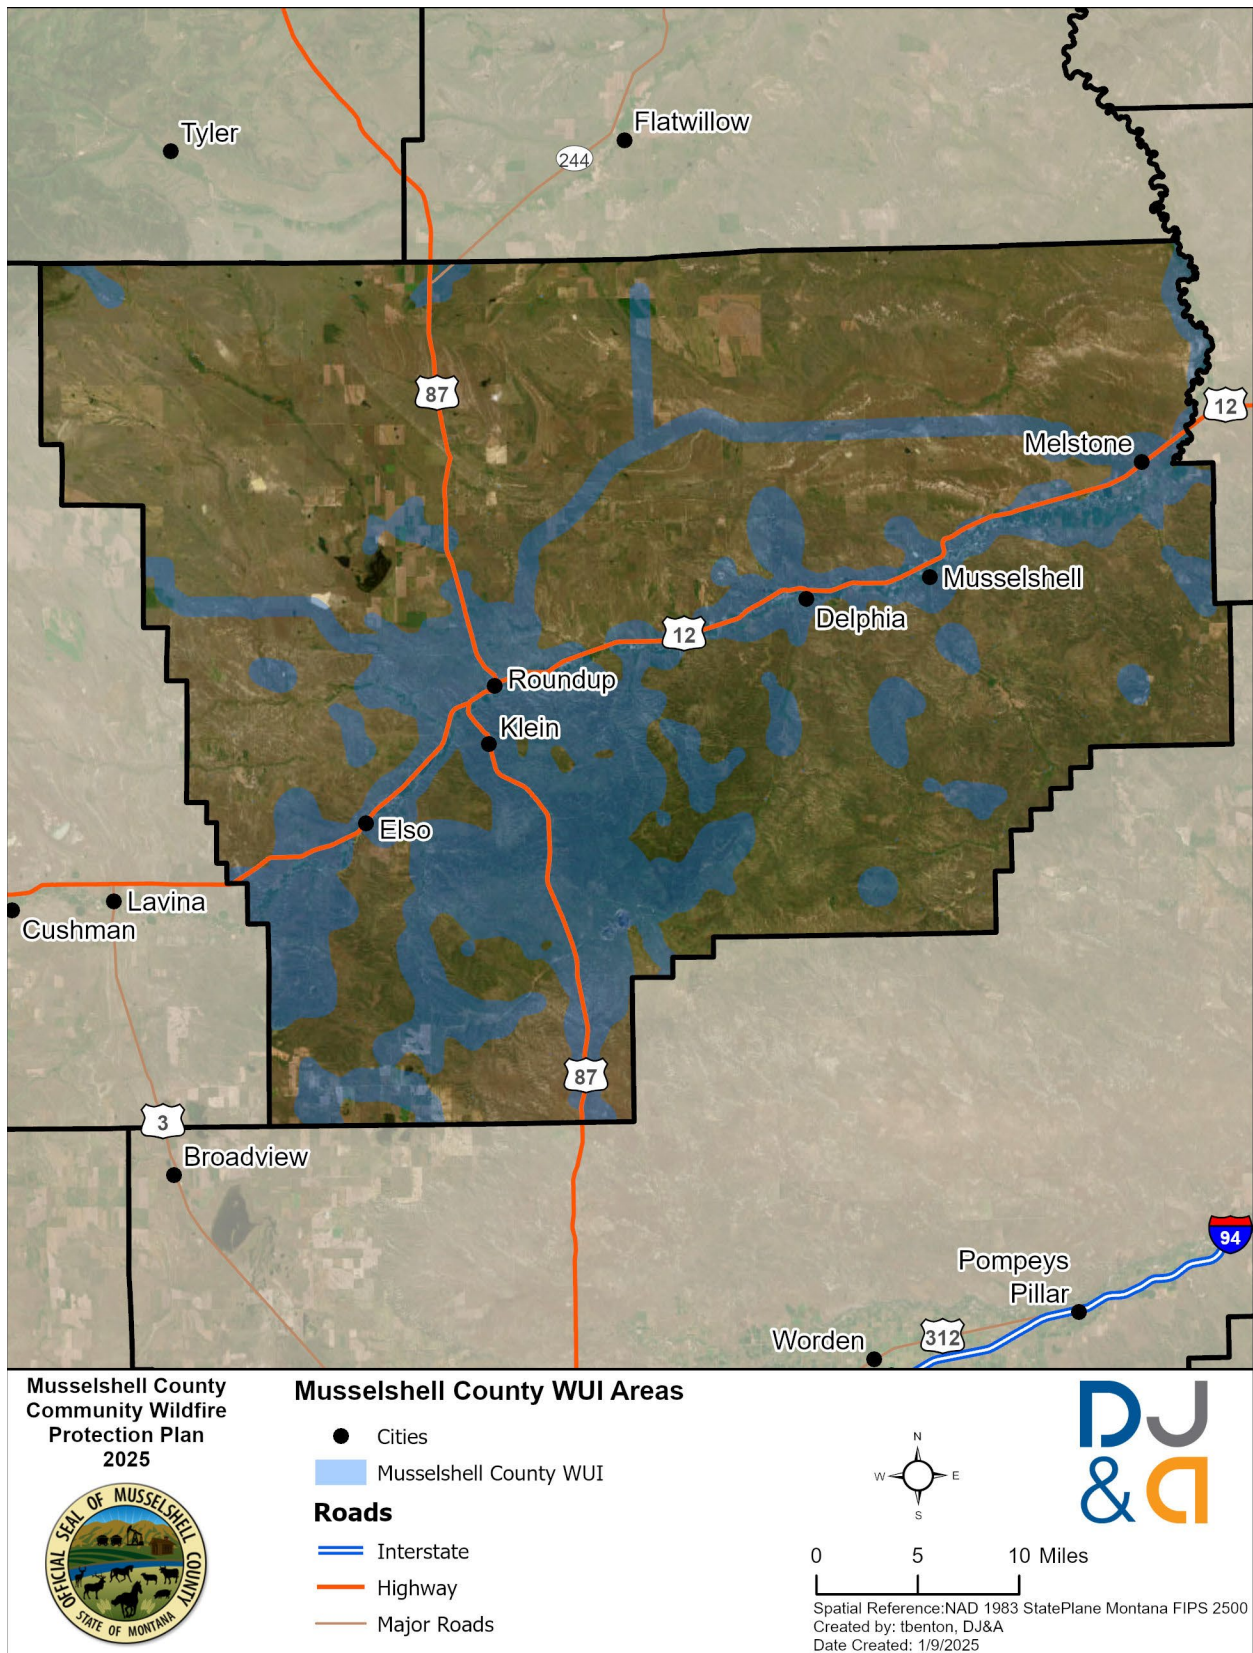 Tyler
Flatwillow
244
87
12
Melstone
Musselshell
Delphia
12
Roundup
Klein
Elso
Lavina
Cushman
87
3
Broadview
94
Pompeys
Pillar
312
Worden
Musselshell County
Community Wildfire
Protection Plan
2025
OFFICIAL SEAL OF MUSSELSHELL COUNTY
STATE OF MONTANA
Musselshell County WUI Areas
Cities
Musselshell County WUI
Roads
Interstate
Highway
Major Roads
N
W E
S
DJ
&A
0 5 10 Miles
Spatial Reference:NAD 1983 StatePlane Montana FIPS 2500
Created by: tbenton, DJ&A
Date Created: 1/9/2025